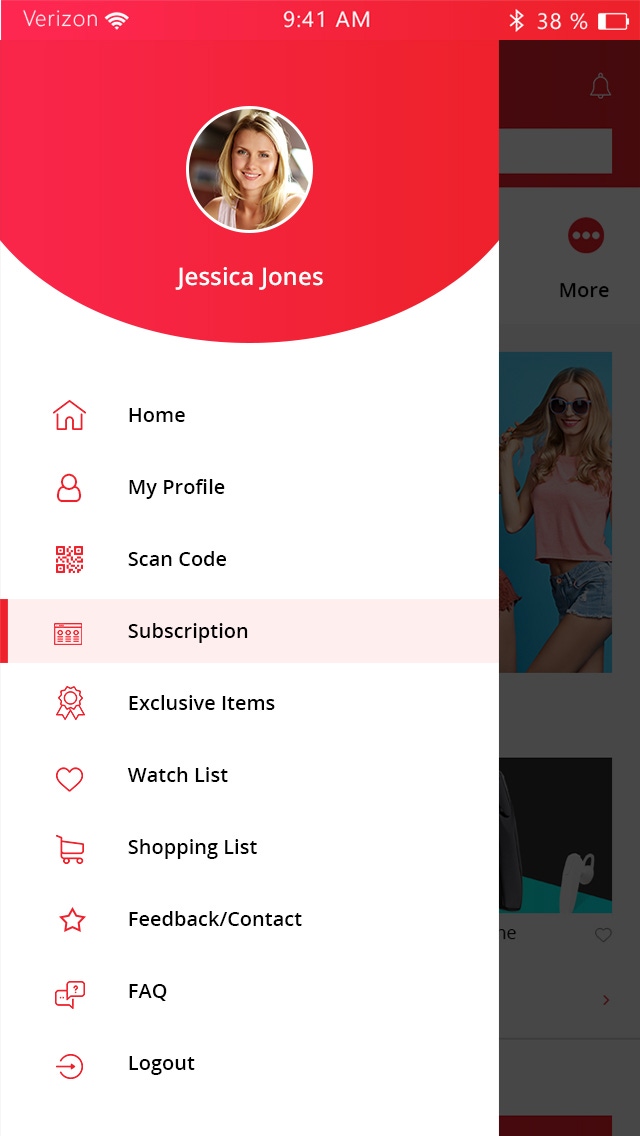 Verizon 9:41 AM 38 %
Jessica Jones
More
Home
My Profile
Scan Code
Subscription
Exclusive Items
Watch List
Shopping List
Feedback/Contact
FAQ
Logout